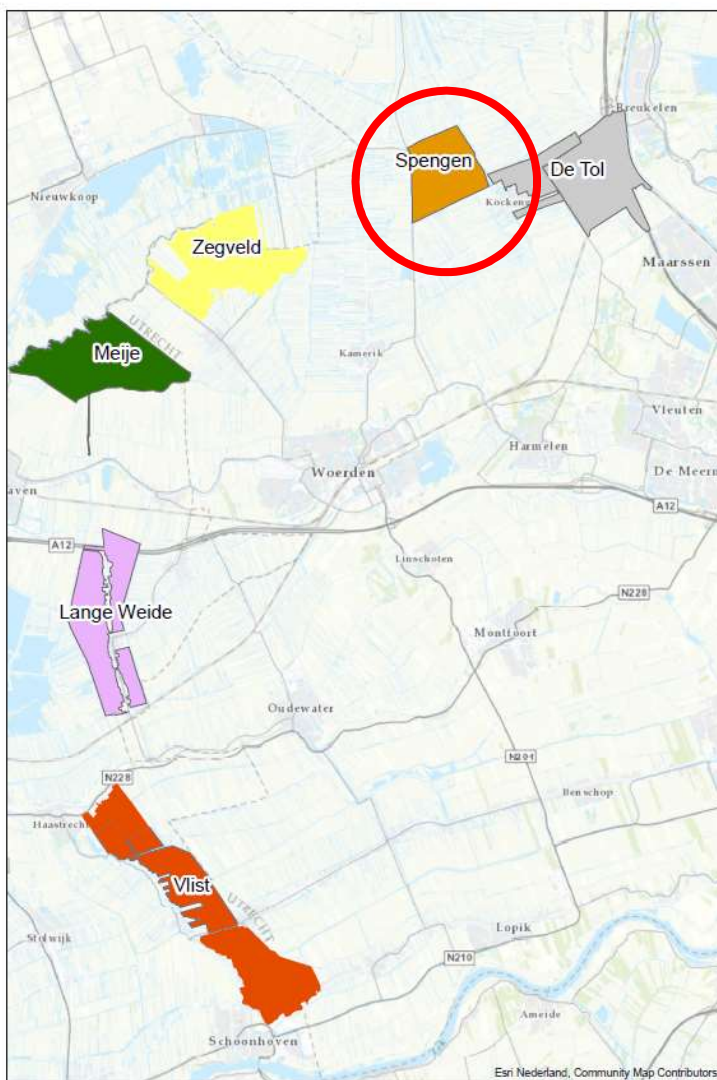 Breukelen
Spengen
De Tol
Nieuwkoop
Kockeng
Zegveld
Maarssen
UTRECHT
Meije
Kamerik
Vleuten
Harmelen
Woerden
De Meern
aven
A12
A12
Linschoten
N228
Lange Weide
Montfoort
Oudewater
N204
N228
Benschop
Haastrecht
Vlist
UTRECHT
Lopik
Stolwijk
N210
Ameide
Schoonhoven
Esri Nederland, Community Map Contributors